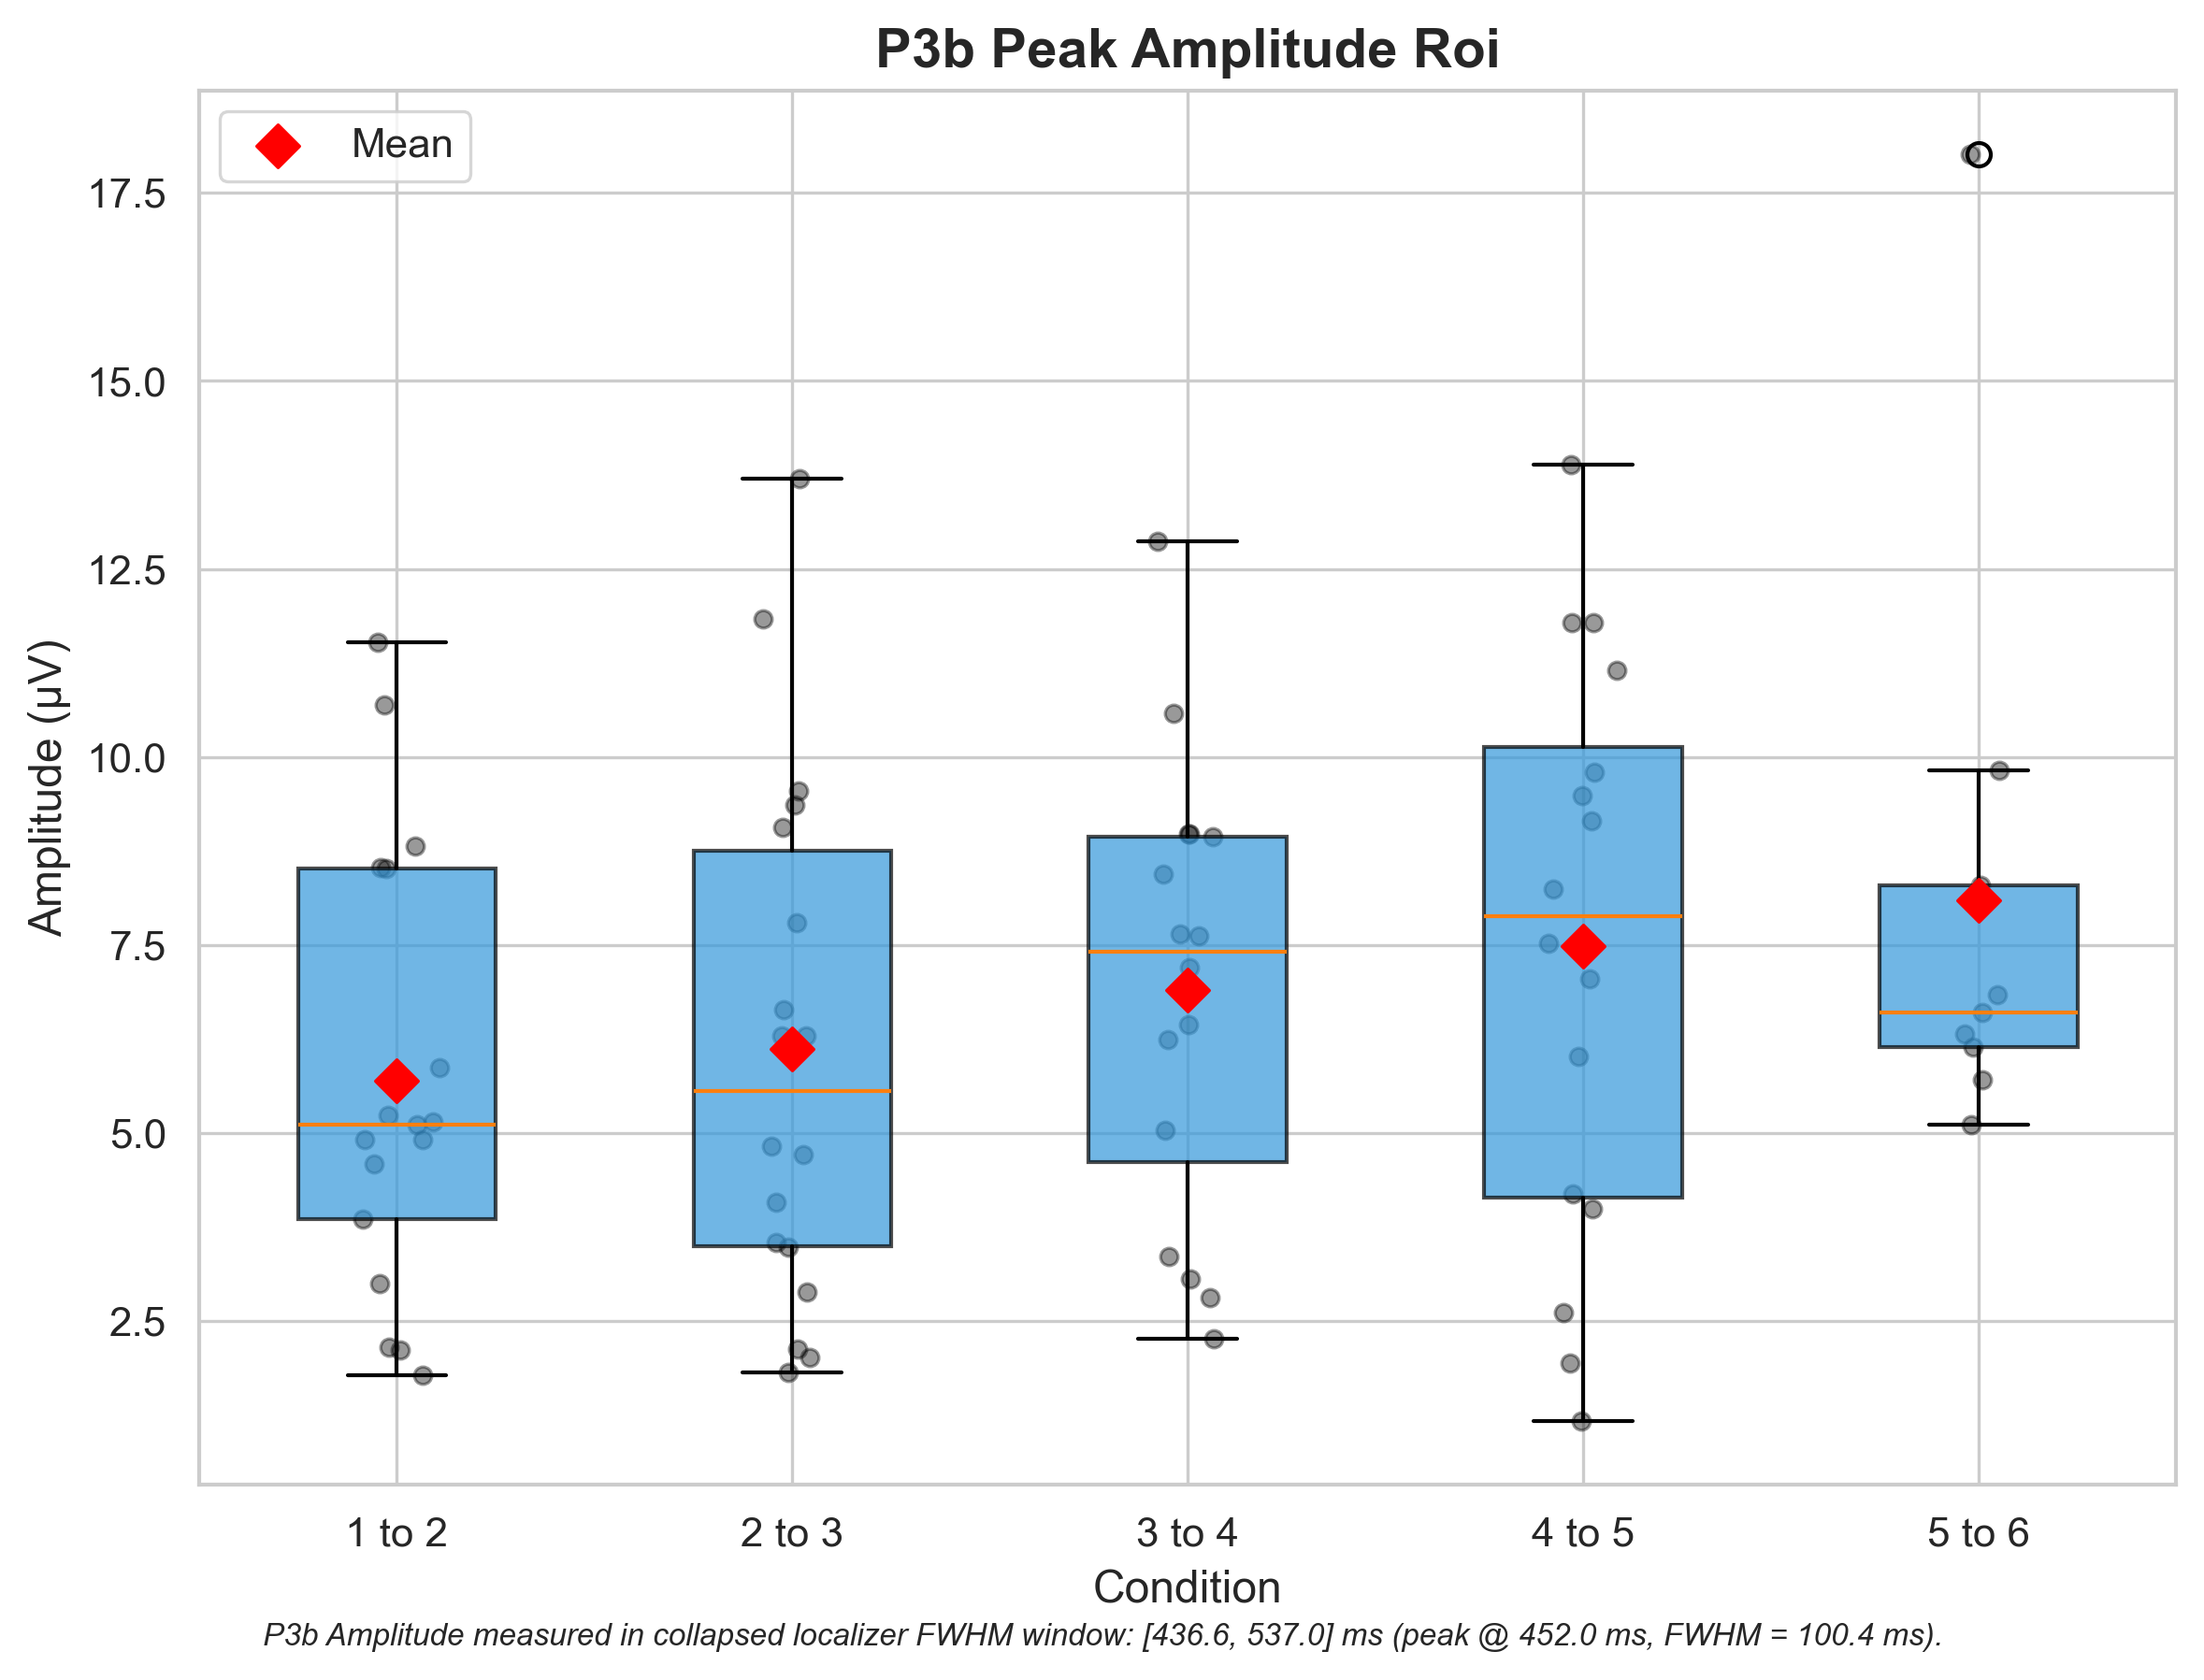 P3b Peak Amplitude Roi
Mean
17.5
15.0
12.5
10.0
7.5
5.0
2.5
Amplitude (µV)
1 to 2
2 to 3
3 to 4
4 to 5
5 to 6
Condition
P3b Amplitude measured in collapsed localizer FWHM window: [436.6, 537.0] ms (peak @ 452.0 ms, FWHM = 100.4 ms).